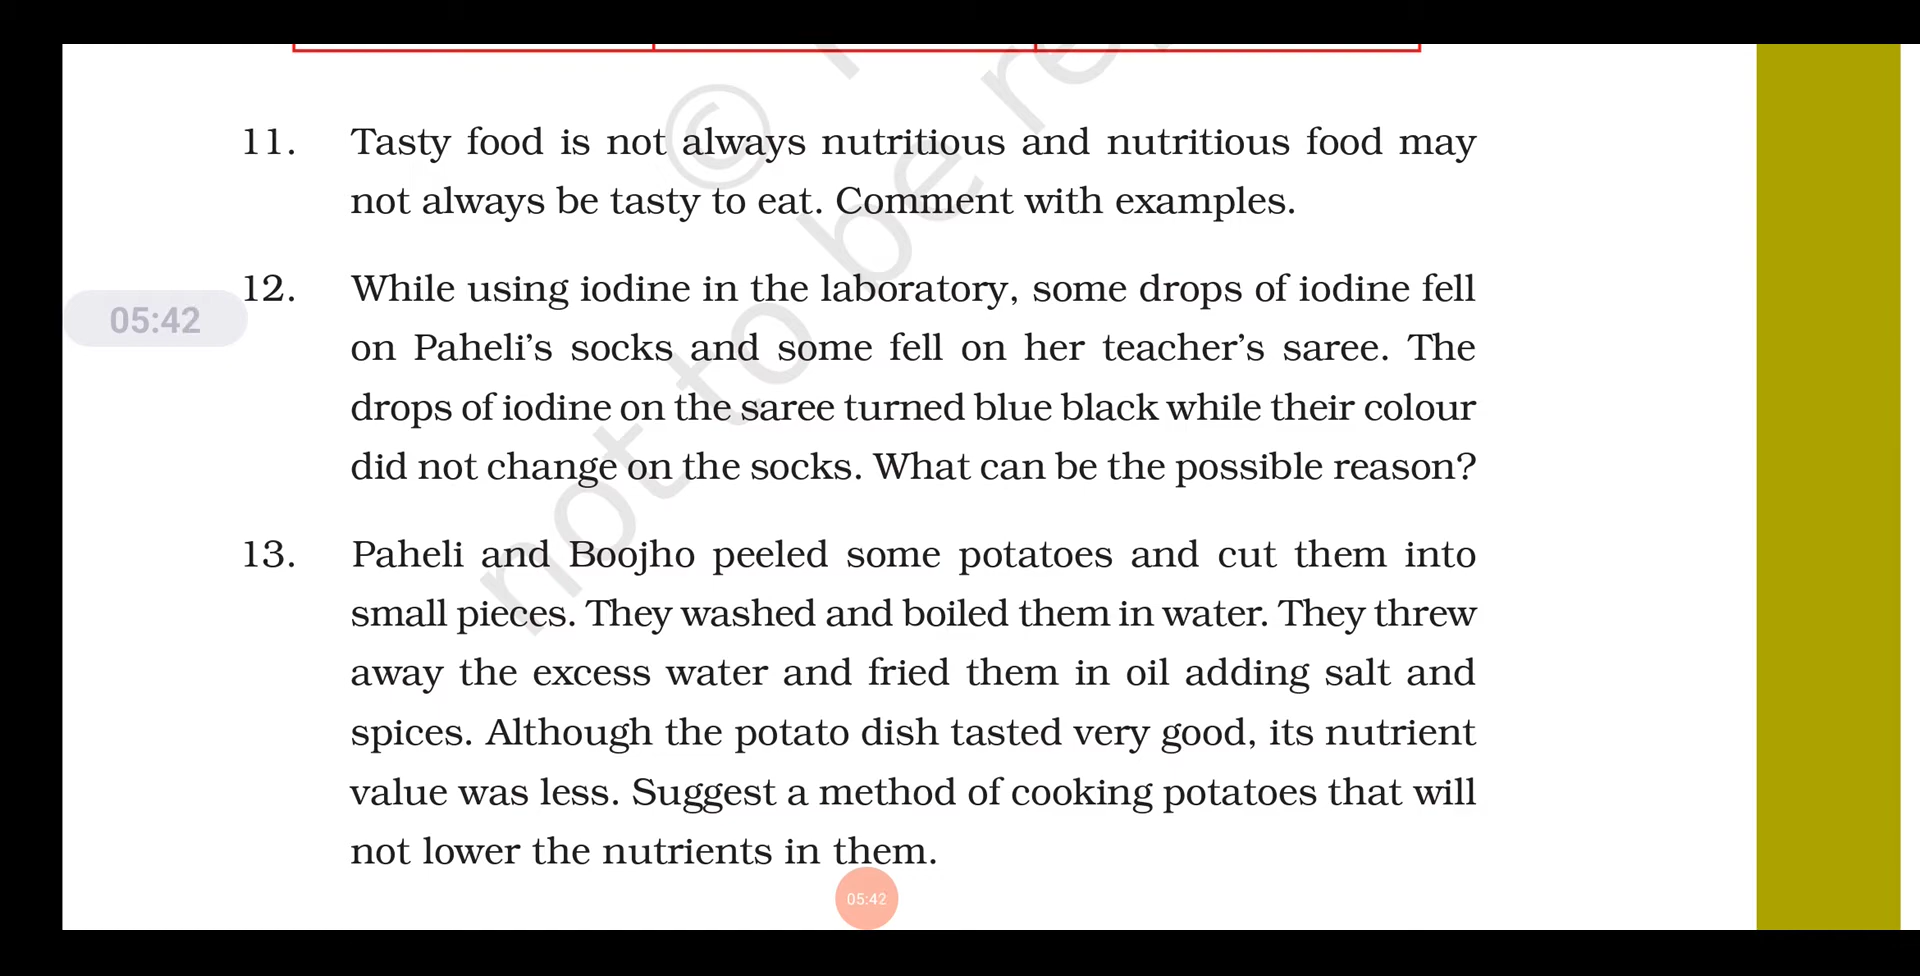 © 
not to be re
11. Tasty food is not always nutritious and nutritious food may
not always be tasty to eat. Comment with examples.
12. While using iodine in the laboratory, some drops of iodine fell
05:42
on Paheli's socks and some fell on her teacher's saree. The
drops of iodine on the saree turned blue black while their colour
did not change on the socks. What can be the possible reason?
13. Paheli and Boojho peeled some potatoes and cut them into
small pieces. They washed and boiled them in water. They threw
away the excess water and fried them in oil adding salt and
spices. Although the potato dish tasted very good, its nutrient
value was less. Suggest a method of cooking potatoes that will
not lower the nutrients in them.
05:42